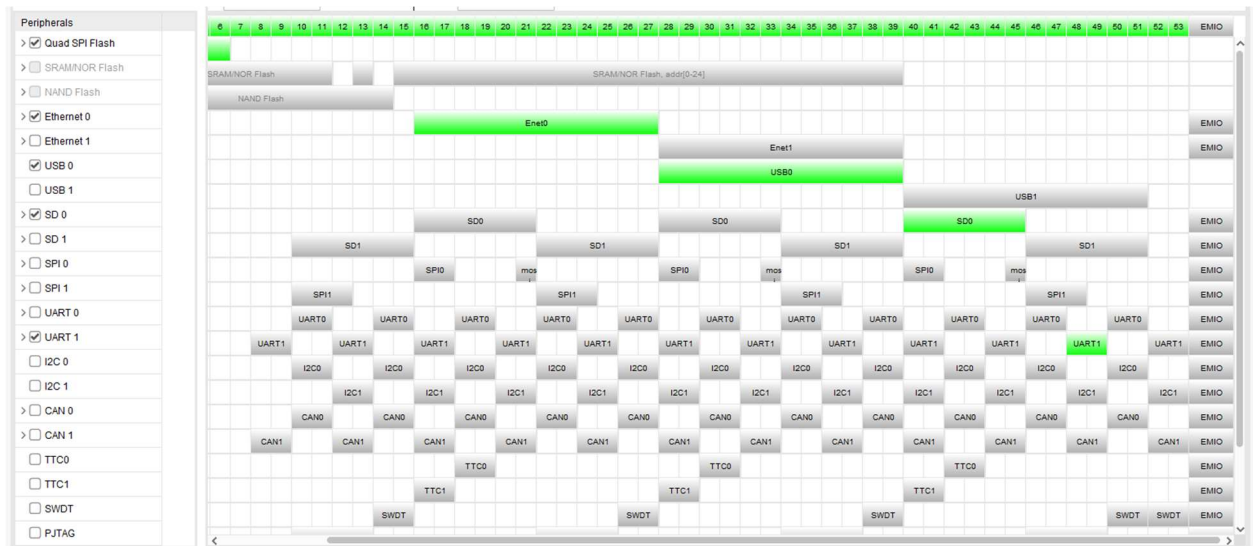 Peripherals 6 7 8 9 10 11 12 13 14 15 16 17 18 19 20 21 22 23 24 25 26 27 28 29 30 31 32 33 34 35 36 37 38 39 40 41 42 43 44 45 46 47 48 49 50 51 52 53 EMIO
Quad SPI Flash
SRAM/NOR Flash SRAM/NOR Flash SRAM/NOR Flash, addr[0-24]
NAND Flash NAND Flash
Ethernet 0 Enet0 EMIO
Ethernet 1 Enet1 EMIO
USB 0 USB0
USB 1 USB1
SD 0 SD0 SD0 SD0 EMIO
SD 1 SD1 SD1 SD1 SD1 EMIO
SPI 0 SPI0 mos SPI0 mos SPI0 mos EMIO
SPI 1 SPI1 SPI1 SPI1 SPI1 EMIO
UART 0 UART0 UART0 UART0 UART0 UART0 UART0 UART0 UART0 UART0 UART0 UART0 EMIO
UART 1 UART1 UART1 UART1 UART1 UART1 UART1 UART1 UART1 UART1 UART1 UART1 UART1 EMIO
I2C 0 I2C0 I2C0 I2C0 I2C0 I2C0 I2C0 I2C0 I2C0 I2C0 I2C0 I2C0 EMIO
I2C 1 I2C1 I2C1 I2C1 I2C1 I2C1 I2C1 I2C1 I2C1 I2C1 I2C1 I2C1 EMIO
CAN 0 CAN0 CAN0 CAN0 CAN0 CAN0 CAN0 CAN0 CAN0 CAN0 CAN0 CAN0 EMIO
CAN 1 CAN1 CAN1 CAN1 CAN1 CAN1 CAN1 CAN1 CAN1 CAN1 CAN1 CAN1 CAN1 EMIO
TTC0 TTC0 TTC0 TTC0 EMIO
TTC1 TTC1 TTC1 TTC1 EMIO
SWDT SWDT SWDT SWDT SWDT SWDT EMIO
PJTAG